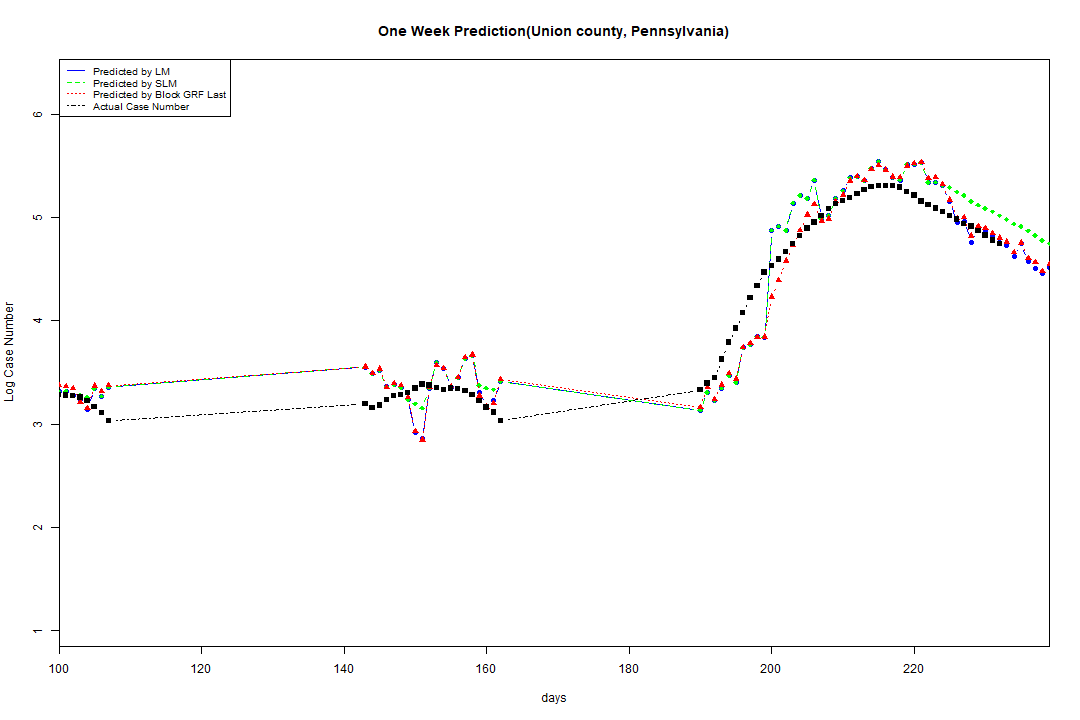 One Week Prediction(Union county, Pennsylvania)
Predicted by LM
Predicted by SLM
Predicted by Block GRF Last
Actual Case Number
6
5
4
3
2
1
Log Case Number
100 120 140 160 180 200 220
days